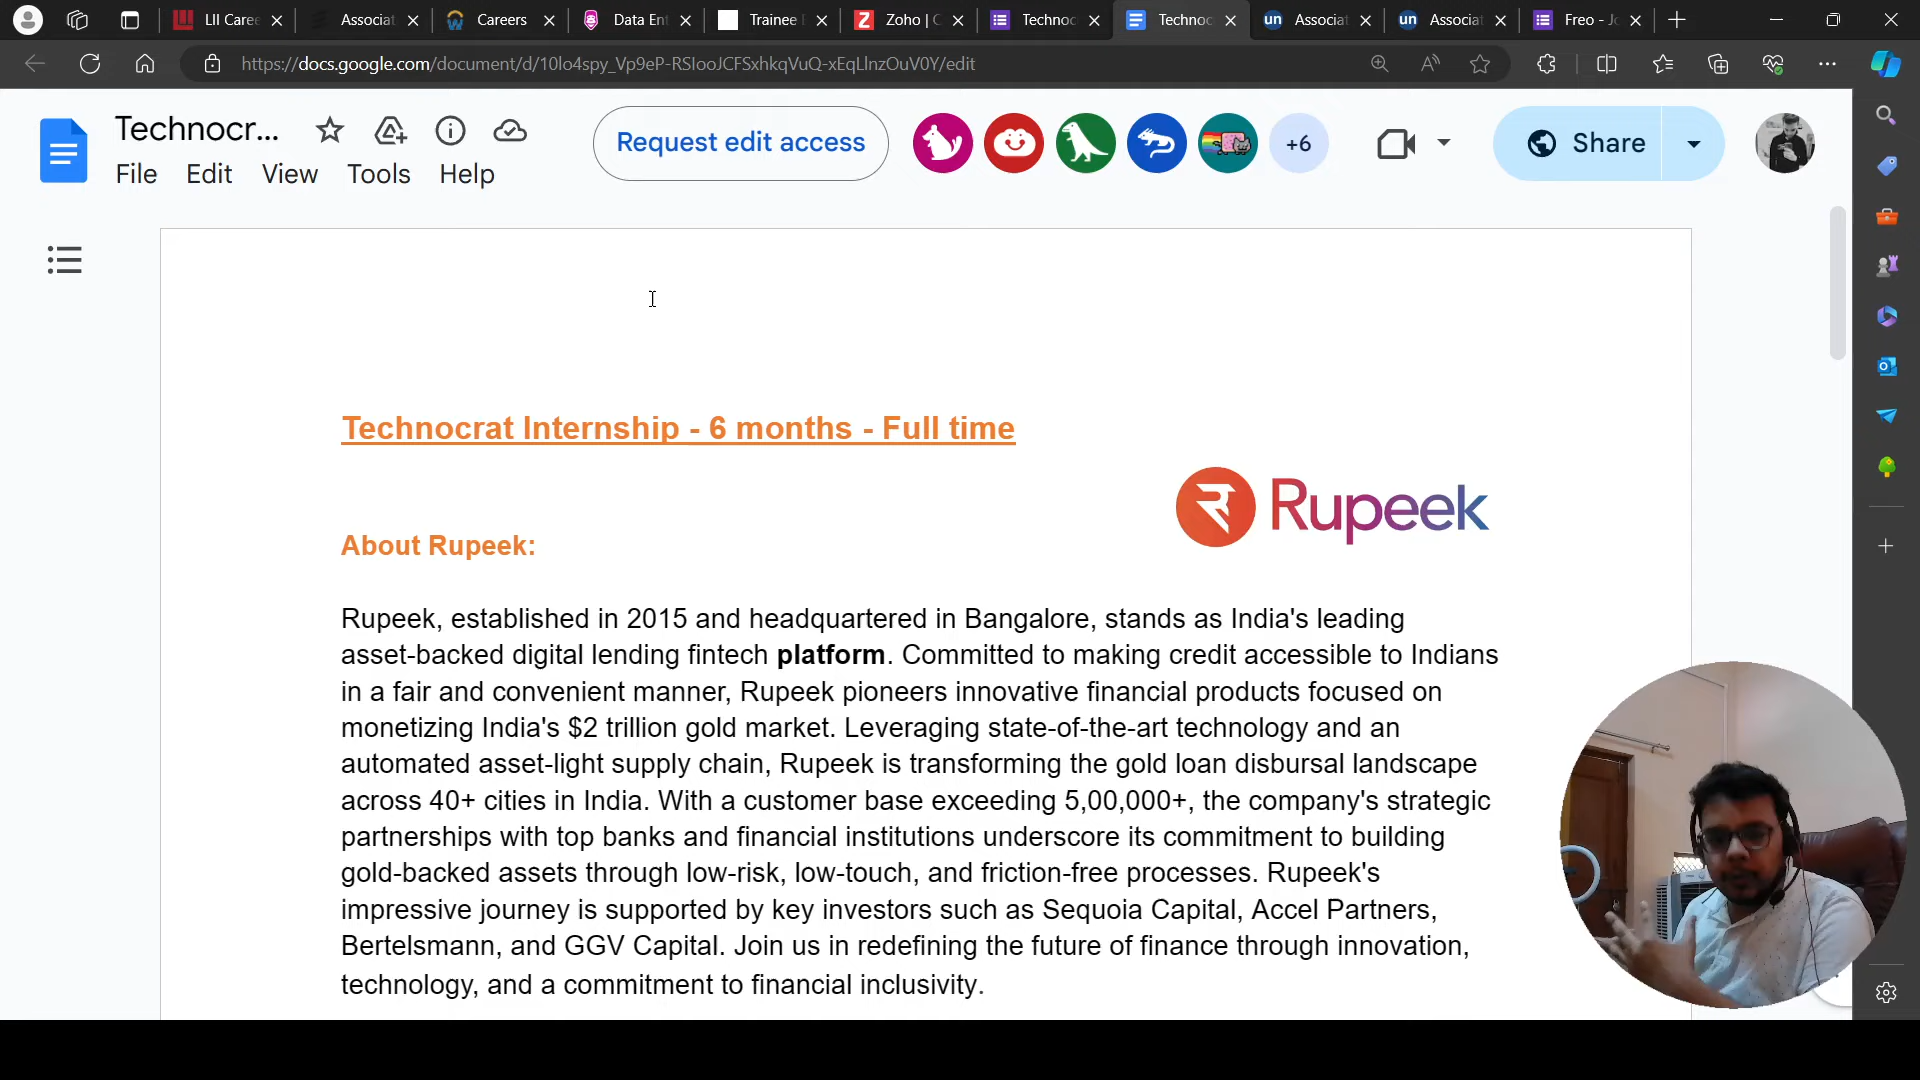 LII Care
Associat
Careers
Data Ent
Trainee
Zoho | C
Technoc
Technoc
Associat
Associat
Freo - Jo
https://docs.google.com/document/d/10lo4spy_Vp9eP-RSIooJCFSxhkqVuQ-xEqLlnzOuV0Y/edit
Technocr...
Request edit access
+6
Share
File Edit View Tools Help
Technocrat Internship - 6 months - Full time
Rupeek
About Rupeek:
Rupeek, established in 2015 and headquartered in Bangalore, stands as India's leading
asset-backed digital lending fintech platform. Committed to making credit accessible to Indians
in a fair and convenient manner, Rupeek pioneers innovative financial products focused on
monetizing India's $2 trillion gold market. Leveraging state-of-the-art technology and an
automated asset-light supply chain, Rupeek is transforming the gold loan disbursal landscape
across 40+ cities in India. With a customer base exceeding 5,00,000+, the company's strategic
partnerships with top banks and financial institutions underscore its commitment to building
gold-backed assets through low-risk, low-touch, and friction-free processes. Rupeek's
impressive journey is supported by key investors such as Sequoia Capital, Accel Partners,
Bertelsmann, and GGV Capital. Join us in redefining the future of finance through innovation,
technology, and a commitment to financial inclusivity.